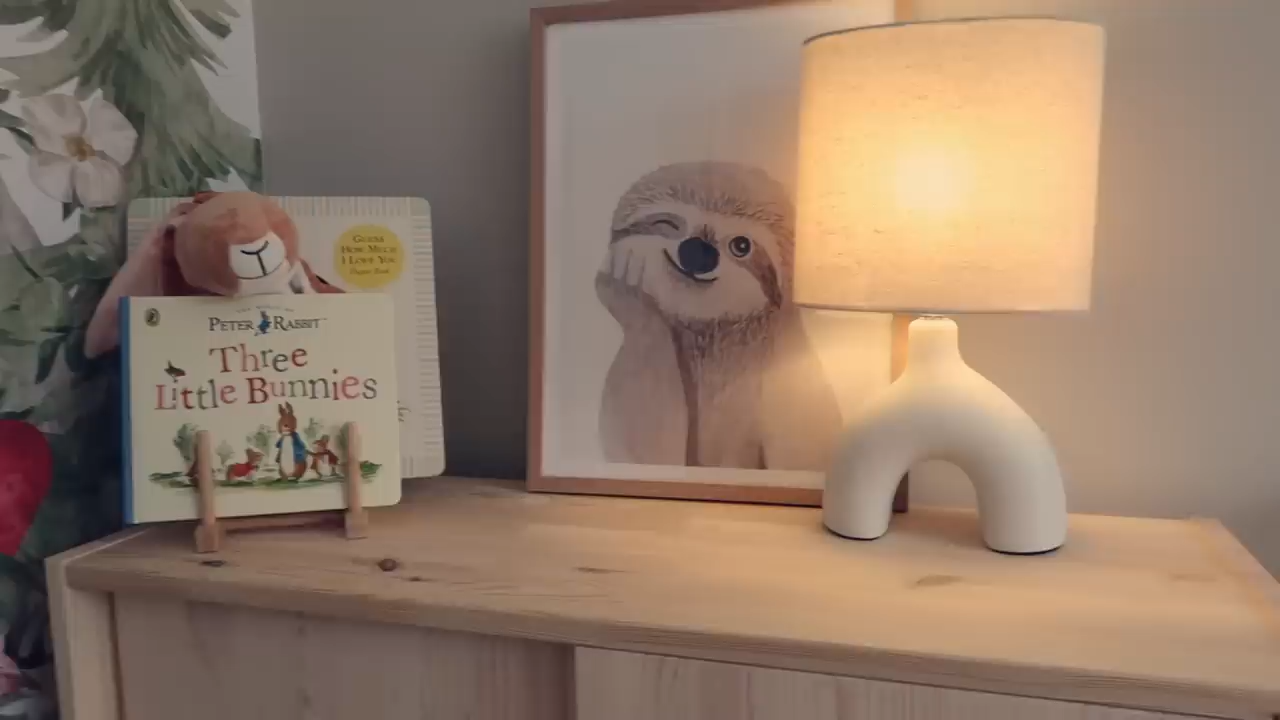 GUESS
HOW MUCH
I LOVE YOU
PETER RABBIT
Three
Little Bunnies